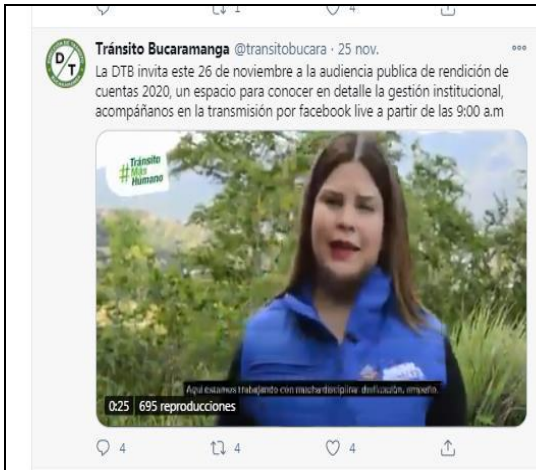 1
4
D/T
Tránsito Bucaramanga @transitobucara · 25 nov.
La DTB invita este 26 de noviembre a la audiencia publica de rendición de
cuentas 2020, un espacio para conocer en detalle la gestión institucional,
acompáñanos en la transmisión por facebook live a partir de las 9:00 a.m
#Tránsito
Más
Humano
Aquí estamos trabajando con mucha disciplina, dedicación, empeño,
0:25 695 reproducciones
4 4 4